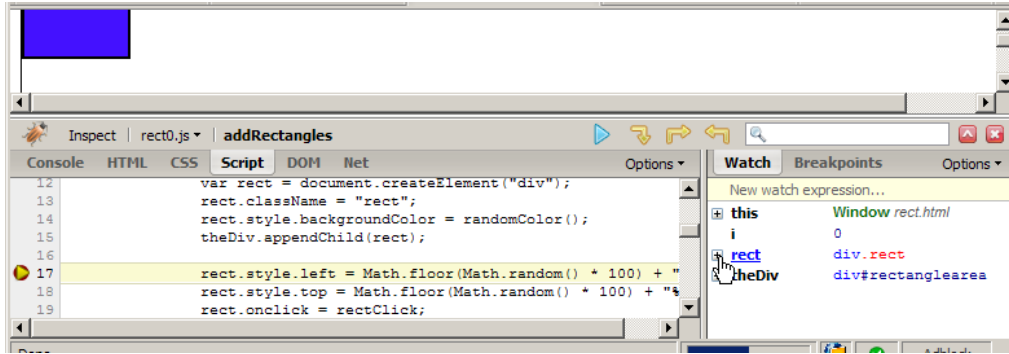 Inspect | rect0.js | addRectangles
Console HTML CSS Script DOM Net Options
Watch Breakpoints Options
12 var rect = document.createElement("div");
13 rect.className = "rect";
14 rect.style.backgroundColor = randomColor();
15 theDiv.appendChild(rect);
16
17 rect.style.left = Math.floor(Math.random() * 100) + "
18 rect.style.top = Math.floor(Math.random() * 100) + "%
19 rect.onclick = rectClick;
New watch expression...
this Window rect.html
i 0
rect div.rect
theDiv div#rectanglearea
Done Adblock